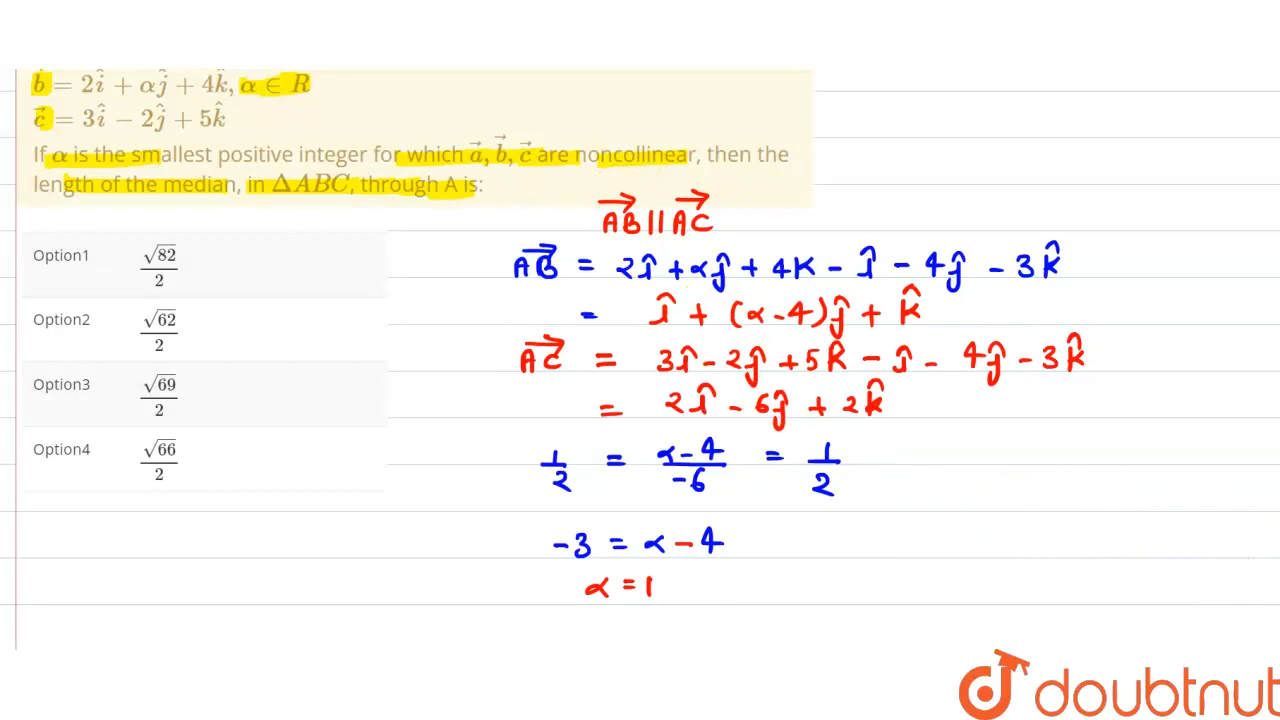 b⃗ = 2î + αĵ + 4k̂, α ∈ R
c⃗ = 3î − 2ĵ + 5k̂
If α is the smallest positive integer for which a⃗, b⃗, c⃗ are noncollinear, then the
length of the median, in ΔABC, through A is:
Option1 √82/2
Option2 √62/2
Option3 √69/2
Option4 √66/2
AB⃗ || AC⃗
AB⃗ = 2î + αĵ + 4k − î − 4ĵ − 3k̂
= î + (α−4)ĵ + k̂
AC⃗ = 3î − 2ĵ + 5k̂ − î − 4ĵ − 3k̂
= 2î − 6ĵ + 2k̂
1/2 = α−4/−6 = 1/2
−3 = α − 4
α = 1
doubtnut